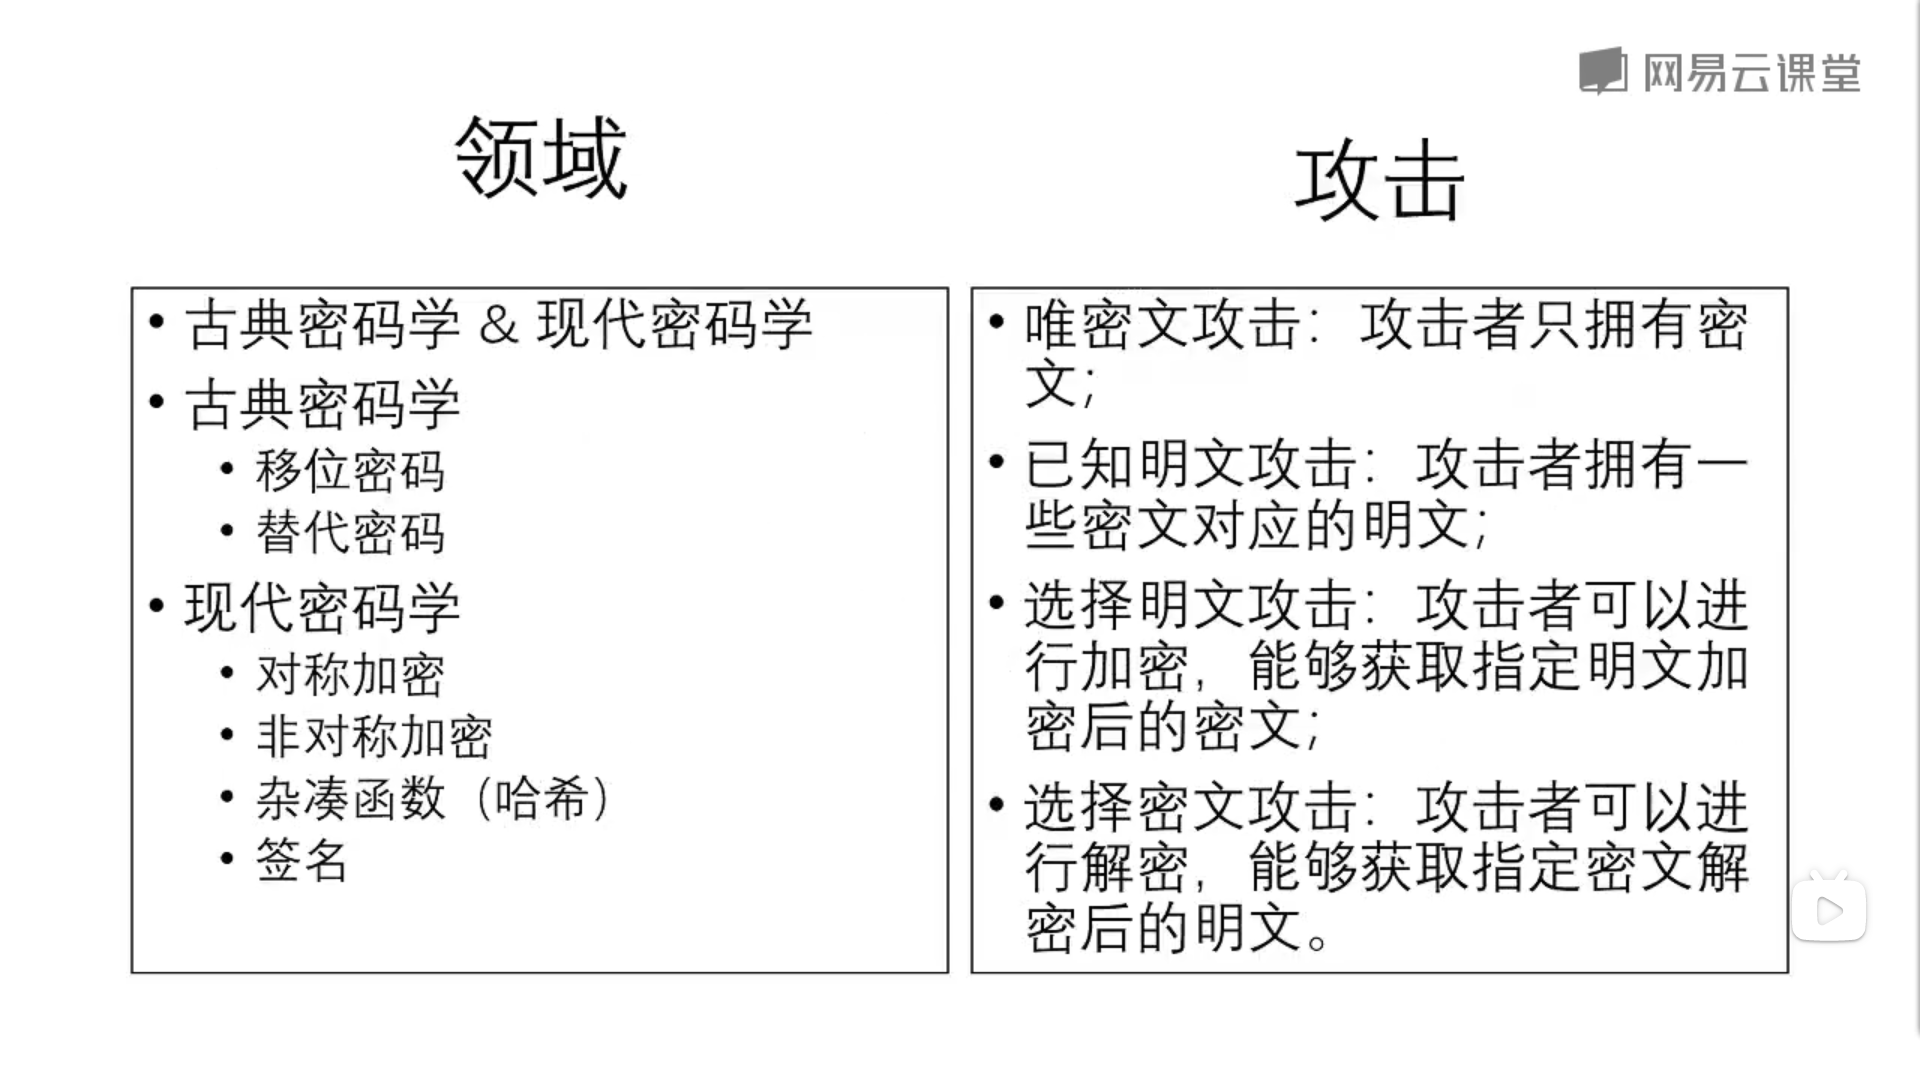 网易云课堂
领域
攻击
• 古典密码学 & 现代密码学
• 古典密码学
• 移位密码
• 替代密码
• 现代密码学
• 对称加密
• 非对称加密
• 杂凑函数（哈希）
• 签名
• 唯密文攻击：攻击者只拥有密
文；
• 已知明文攻击：攻击者拥有一
些密文对应的明文；
• 选择明文攻击：攻击者可以进
行加密，能够获取指定明文加
密后的密文；
• 选择密文攻击：攻击者可以进
行解密，能够获取指定密文解
密后的明文。